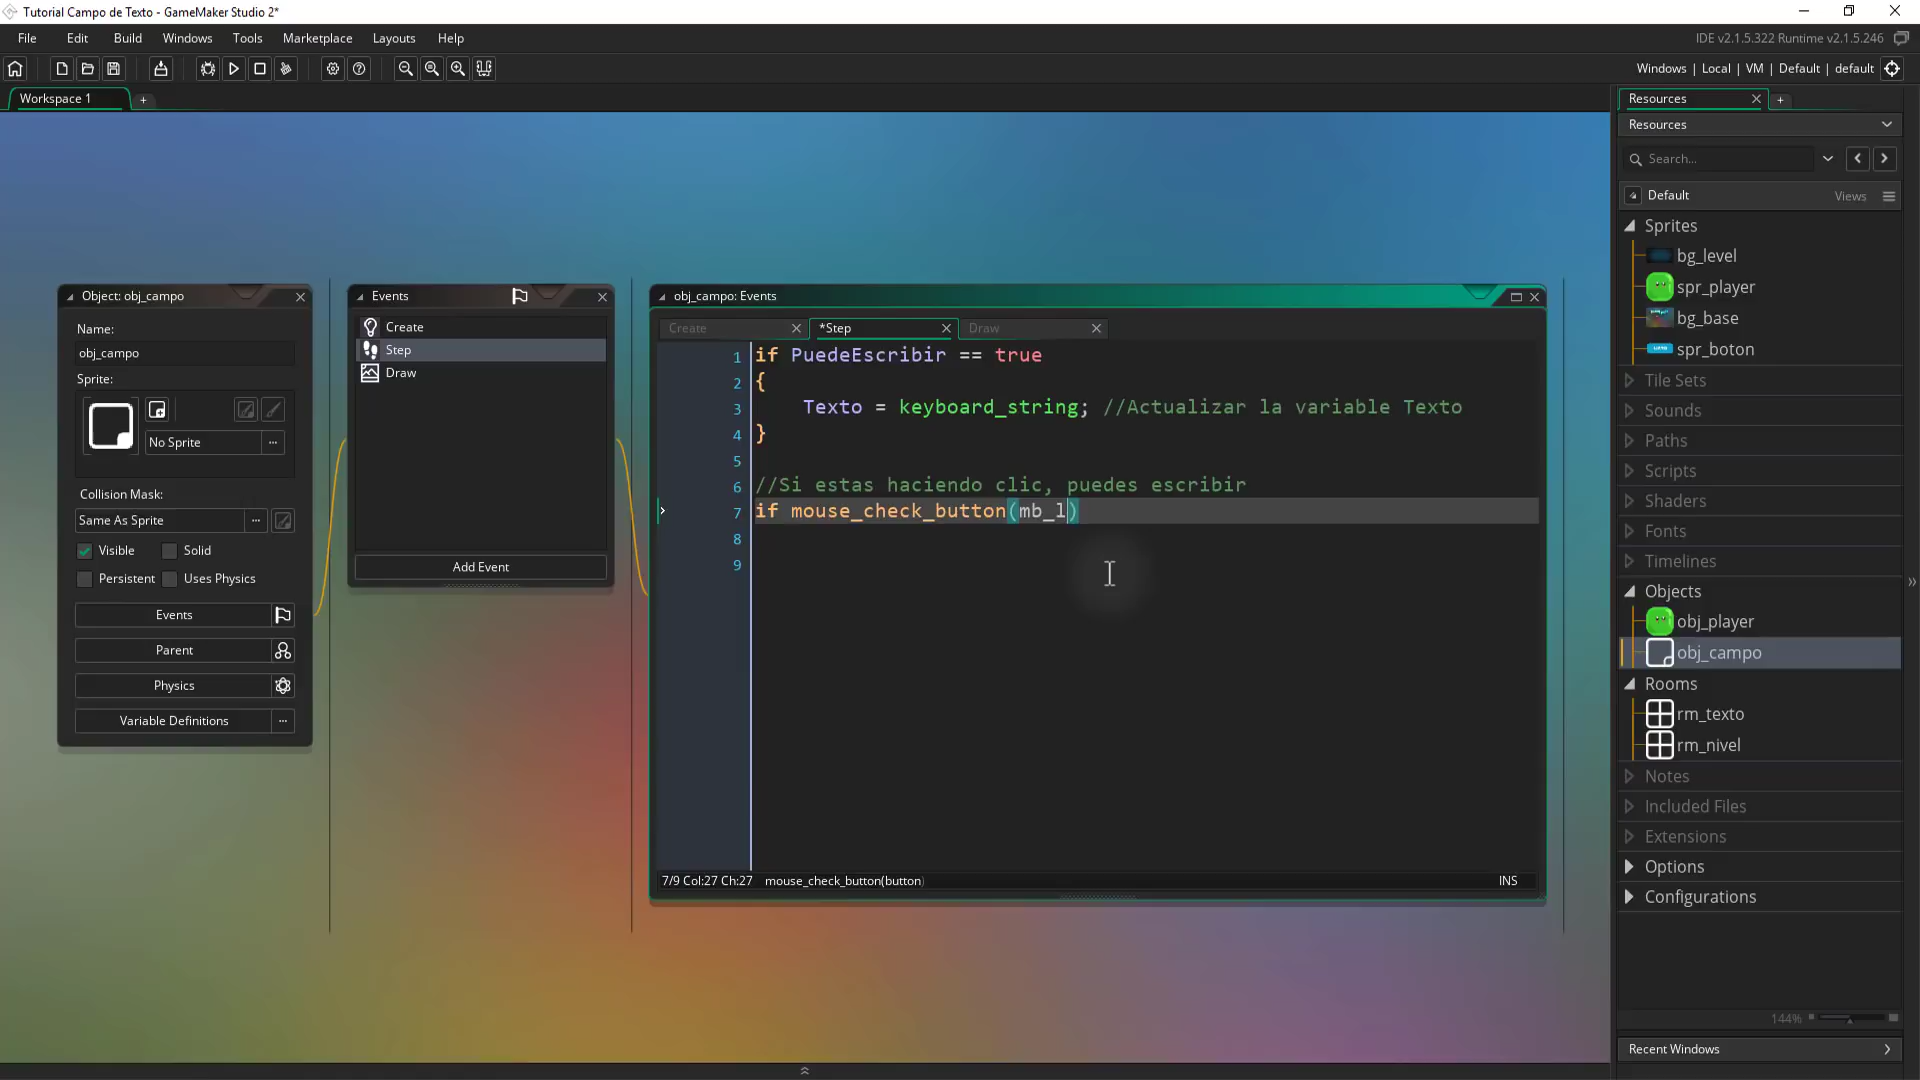 Tutorial Campo de Texto - GameMaker Studio 2*
File Edit Build Windows Tools Marketplace Layouts Help
IDE v2.1.5.322 Runtime v2.1.5.246
Windows | Local | VM | Default | default
Workspace 1
+
Resources
+
Resources
Search...
Default
Views
Sprites
bg_level
spr_player
bg_base
spr_boton
Tile Sets
Sounds
Paths
Scripts
Shaders
Fonts
Timelines
Objects
obj_player
obj_campo
Rooms
rm_texto
rm_nivel
Notes
Included Files
Extensions
Options
Configurations
144%
Recent Windows
Object: obj_campo
Name:
obj_campo
Sprite:
No Sprite ...
Collision Mask:
Same As Sprite ...
Visible Solid
Persistent Uses Physics
Events
Parent
Physics
Variable Definitions ...
Events
Create
Step
Draw
Add Event
obj_campo: Events
Create *Step Draw
1 if PuedeEscribir == true
2 {
3 Texto = keyboard_string; //Actualizar la variable Texto
4 }
5
6 //Si estas haciendo clic, puedes escribir
7 if mouse_check_button(mb_l)
8
9
7/9 Col:27 Ch:27 mouse_check_button(button) INS